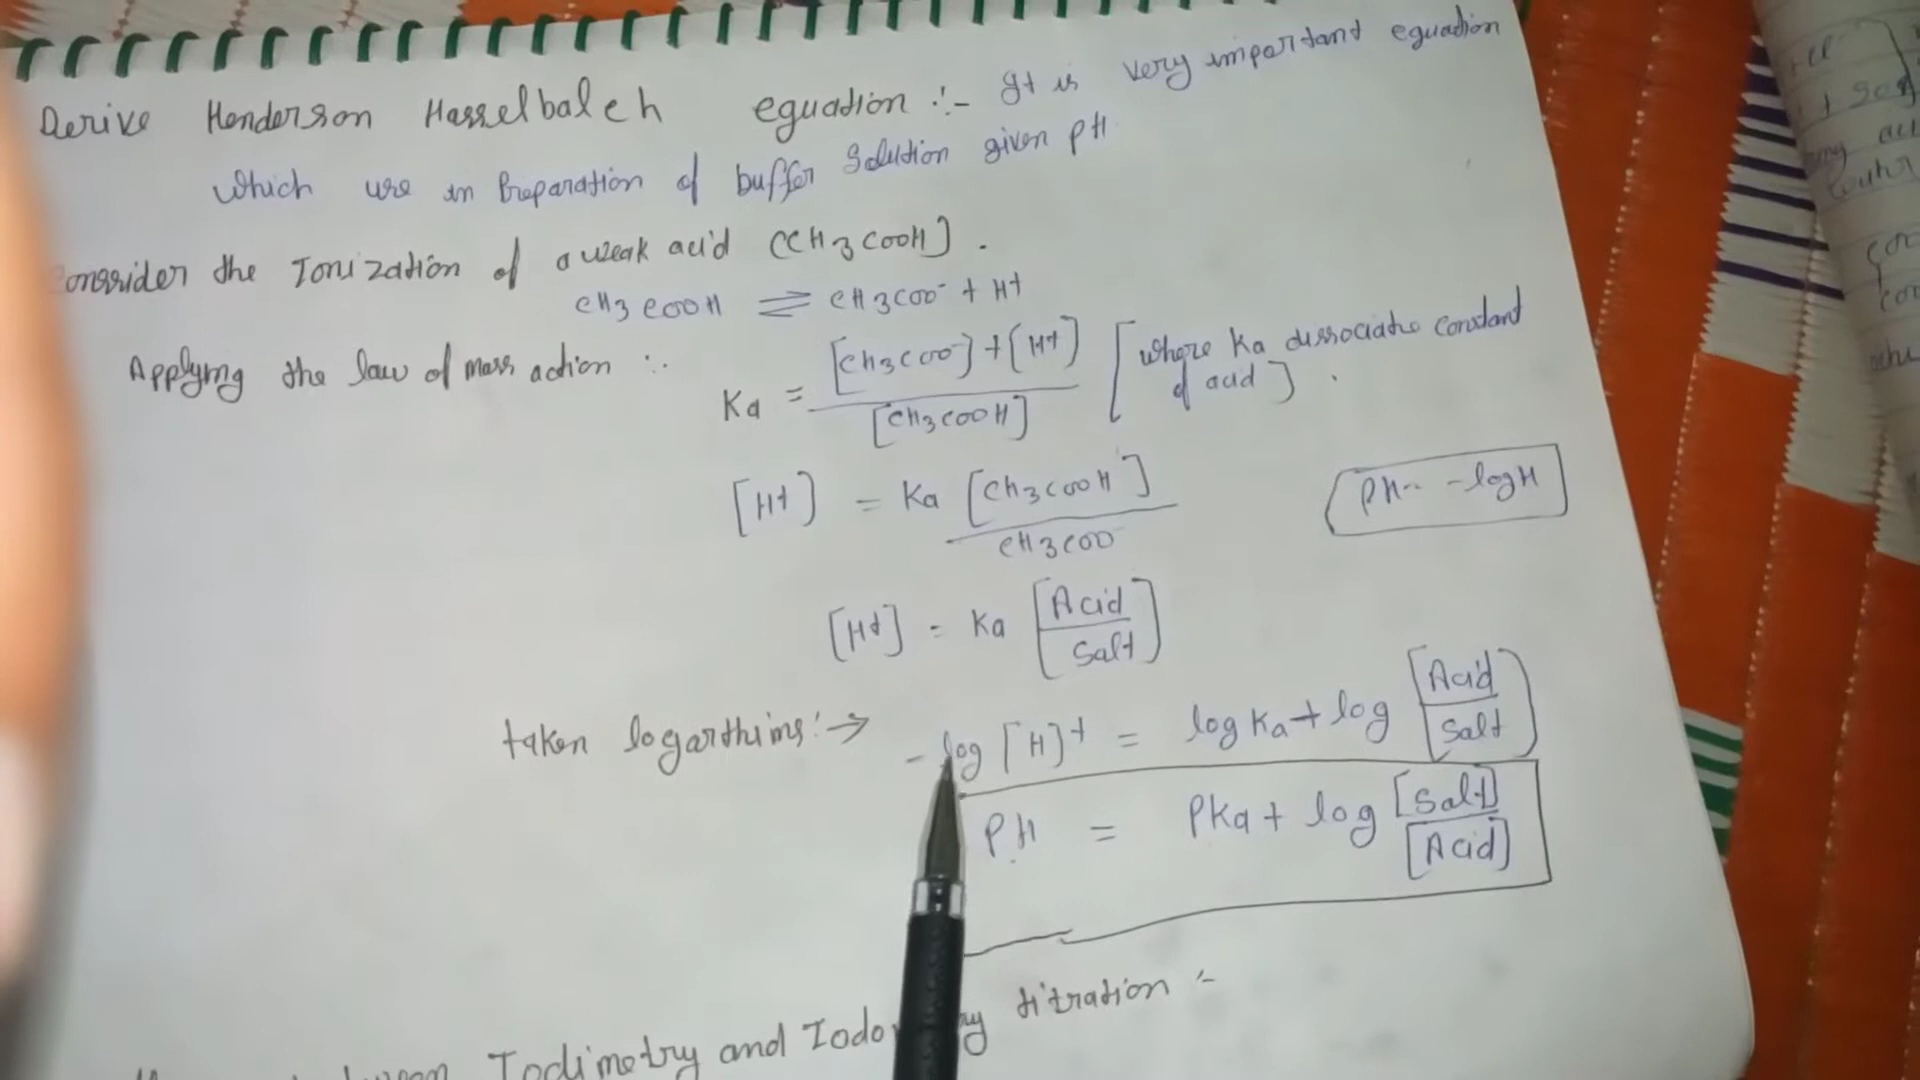 Derive Henderson Hasselbalch equation :- It is very important equation
which use in Preparation of buffer Solution given PH.
Consider the Ionization of a weak acid (CH3COOH].
CH3COOH ⇌ CH3COO- + H+
Applying the law of mass action :.
Ka = [CH3COO-]+[H+] / [CH3COOH] [where Ka dissociate constant of acid].
[H+] = Ka [CH3COOH] / CH3COO-
PH = -logH
[H+] = Ka [Acid / Salt]
taken logarthims :→ -log[H]+ = log Ka + log [Acid / Salt]
PH = PKa + log [Salt] / [Acid]
Iodimetry and titration :-